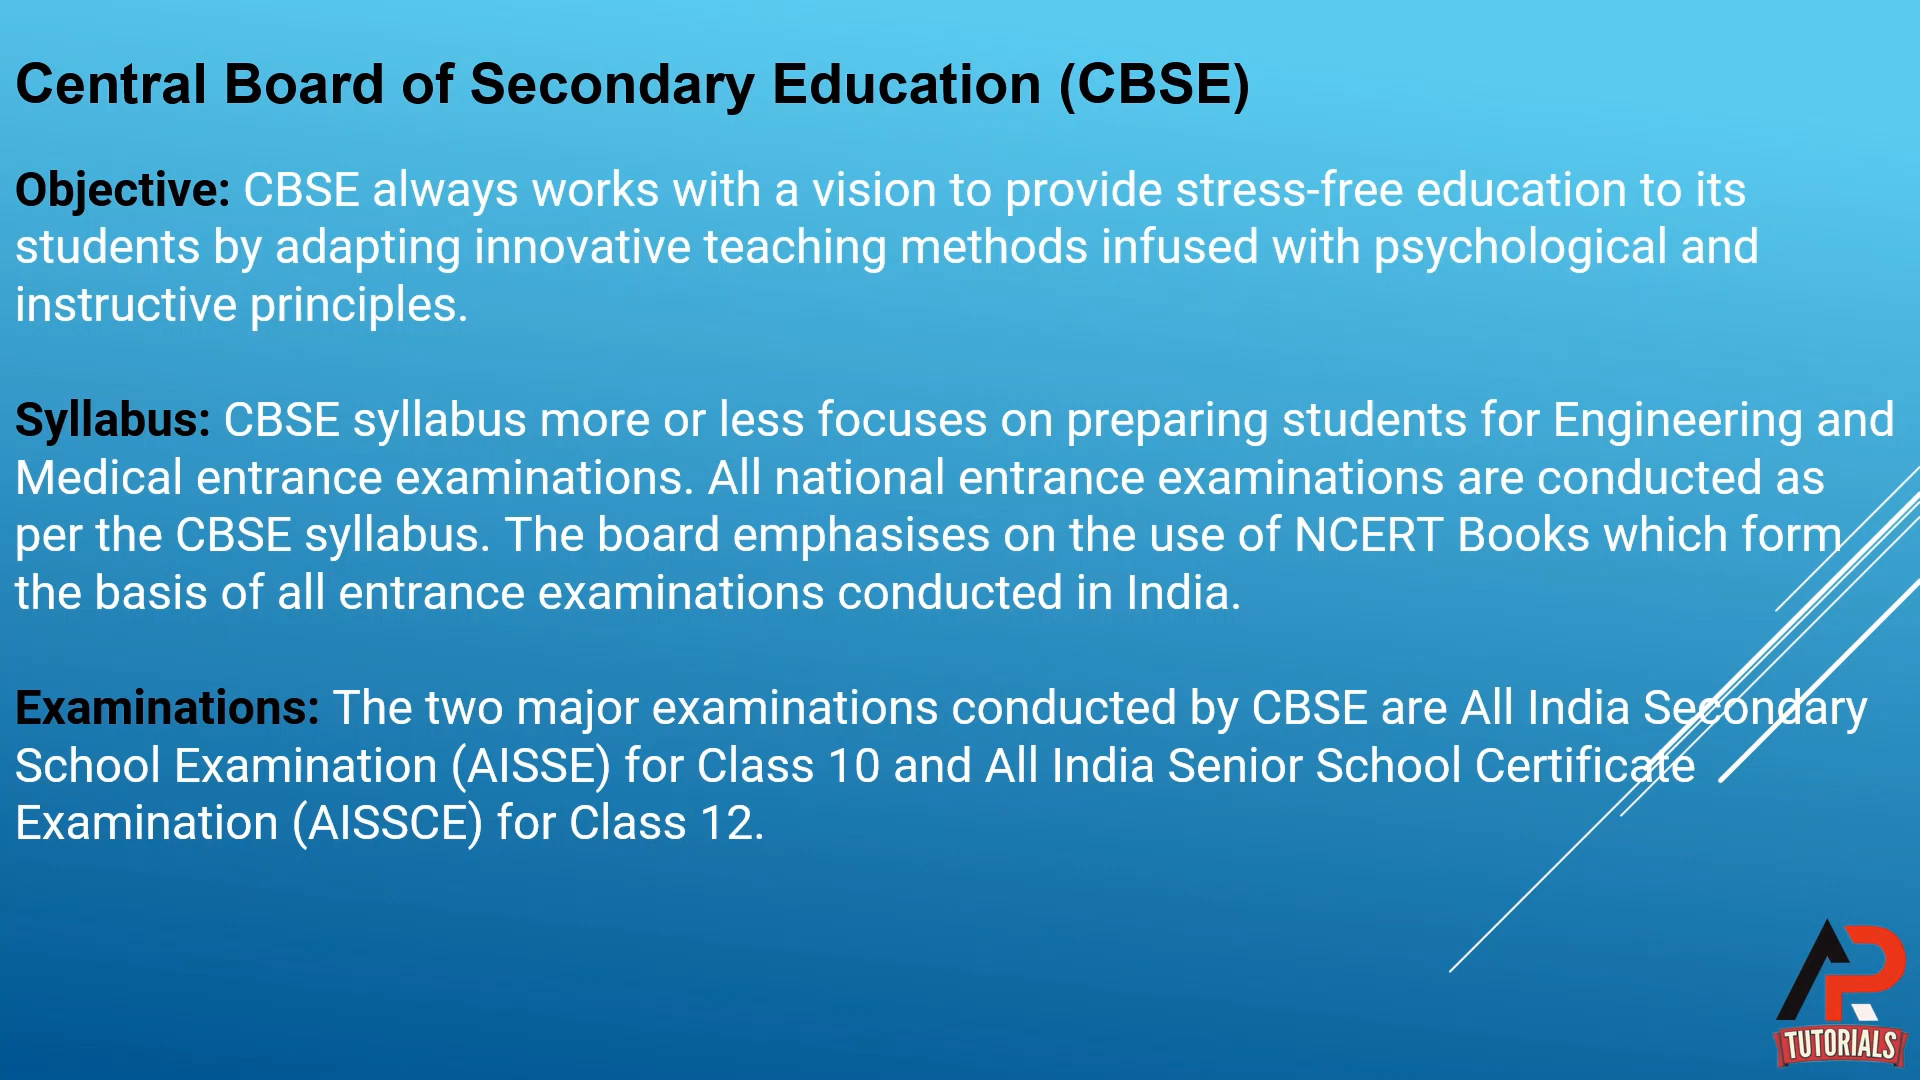 Central Board of Secondary Education (CBSE)
Objective: CBSE always works with a vision to provide stress-free education to its
students by adapting innovative teaching methods infused with psychological and
instructive principles.
Syllabus: CBSE syllabus more or less focuses on preparing students for Engineering and
Medical entrance examinations. All national entrance examinations are conducted as
per the CBSE syllabus. The board emphasises on the use of NCERT Books which form
the basis of all entrance examinations conducted in India.
Examinations: The two major examinations conducted by CBSE are All India Secondary
School Examination (AISSE) for Class 10 and All India Senior School Certificate
Examination (AISSCE) for Class 12.
AP
TUTORIALS